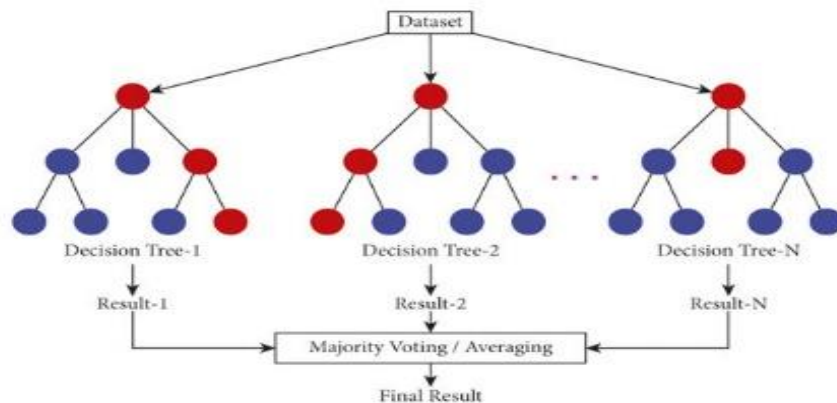 Dataset
Decision Tree-1
Decision Tree-2
Decision Tree-N
Result-1
Result-2
Result-N
Majority Voting / Averaging
Final Result